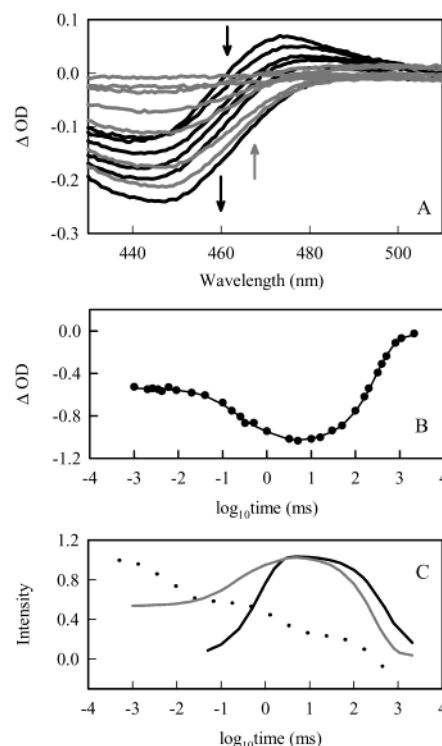 0.1
0.0
-0.1
-0.2
-0.3
Δ OD
A
440 460 480 500
Wavelength (nm)
0.0
-0.4
-0.8
-1.2
Δ OD
B
-4 -3 -2 -1 0 1 2 3 4
log10time (ms)
1.2
0.8
0.4
0.0
Intensity
C
-4 -3 -2 -1 0 1 2 3 4
log10time (ms)